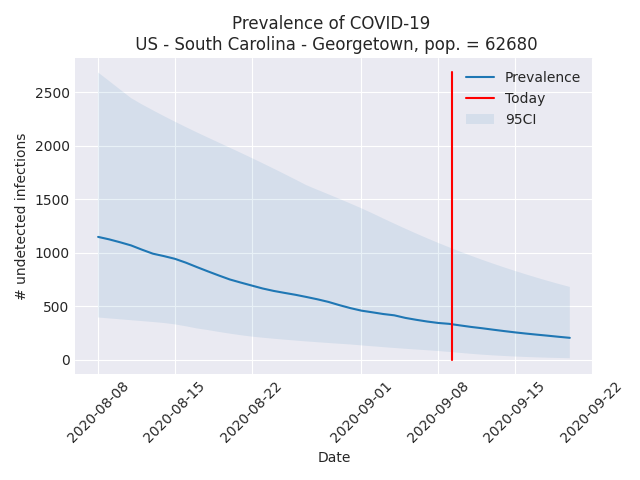 Prevalence of COVID-19
US - South Carolina - Georgetown, pop. = 62680
Prevalence
Today
95CI
2500
2000
1500
1000
500
0
# undetected infections
2020-08-08
2020-08-15
2020-08-22
2020-09-01
2020-09-08
2020-09-15
2020-09-22
Date